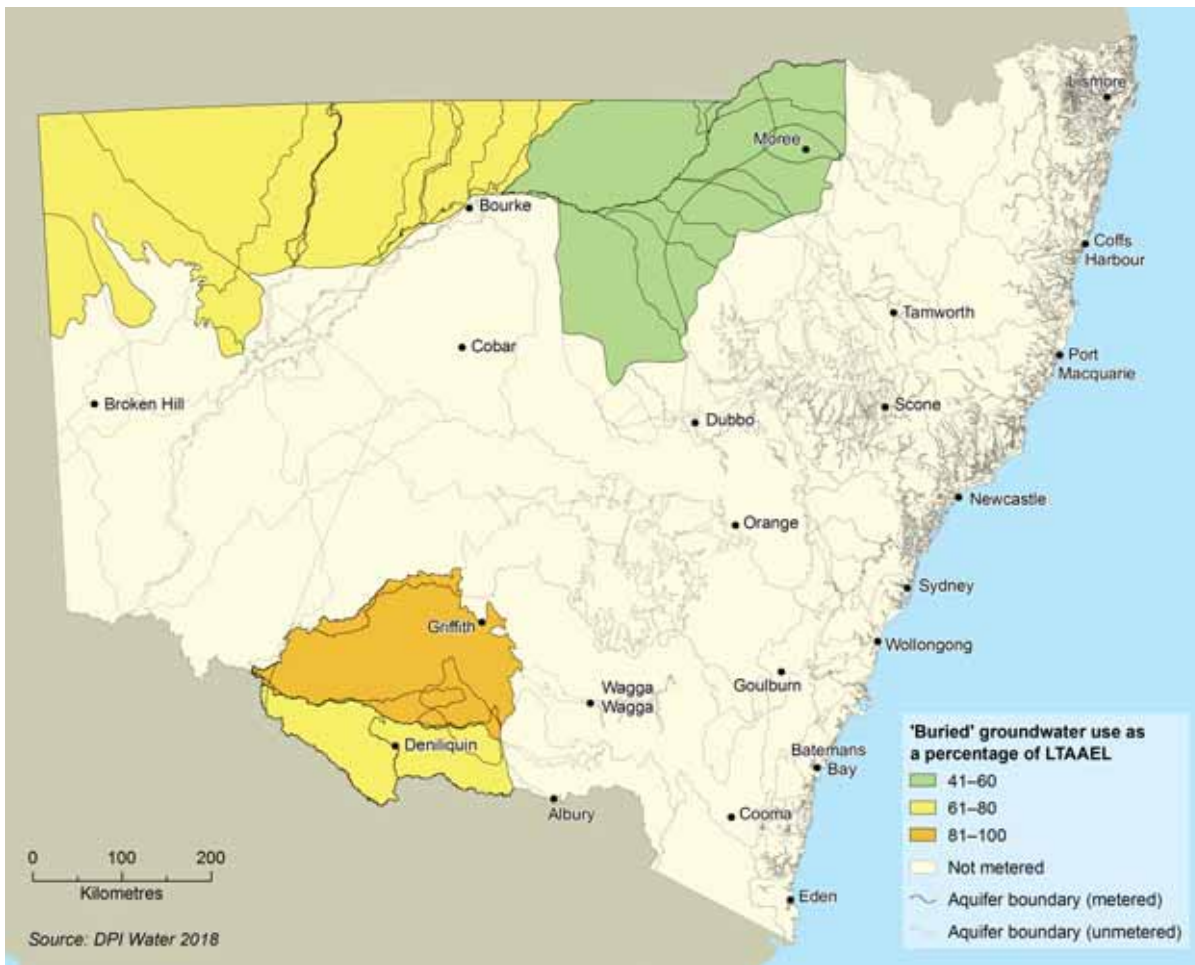 Lismore
Moree
Bourke
Coffs
Harbour
Tamworth
Cobar
Port
Macquarie
Broken Hill
Scone
Dubbo
Newcastle
Orange
Sydney
Griffith
Wollongong
Goulburn
Wagga
Wagga
Deniliquin
Batemans
Bay
Albury
Cooma
Eden
'Buried' groundwater use as
a percentage of LTAAEL
41–60
61–80
81–100
Not metered
Aquifer boundary (metered)
Aquifer boundary (unmetered)
0 100 200
Kilometres
Source: DPI Water 2018